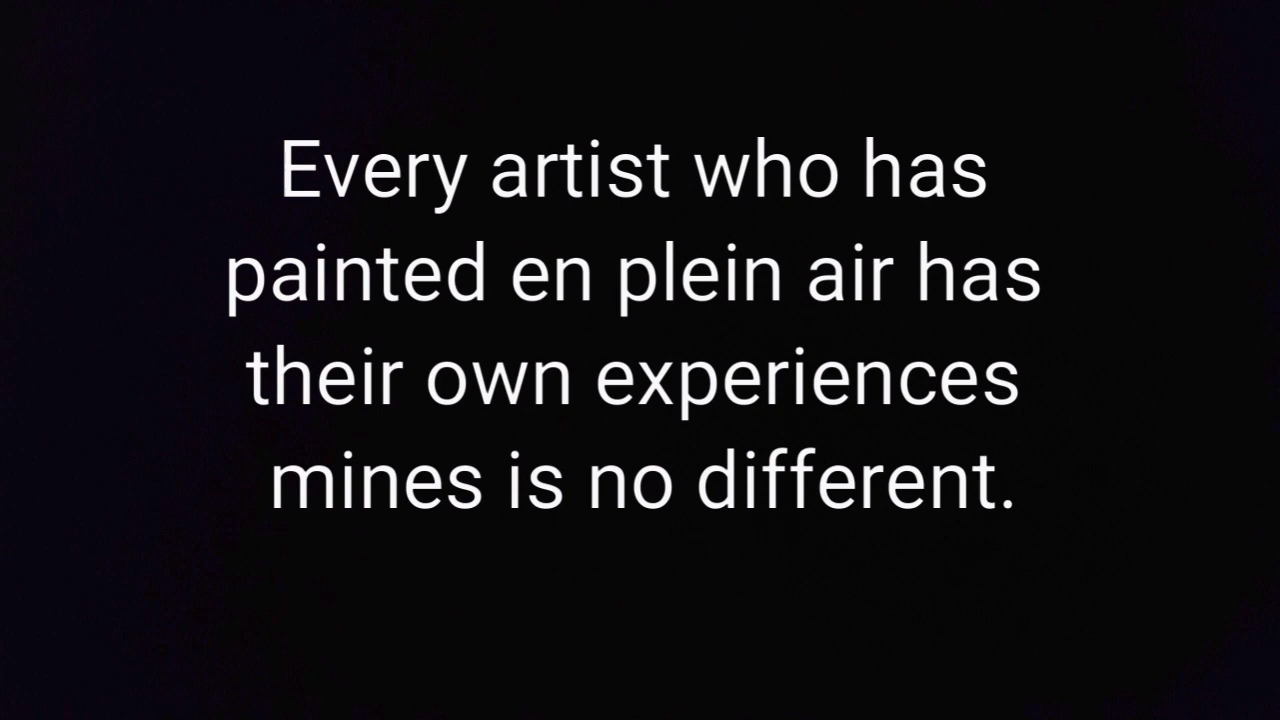 Every artist who has
painted en plein air has
their own experiences
mines is no different.